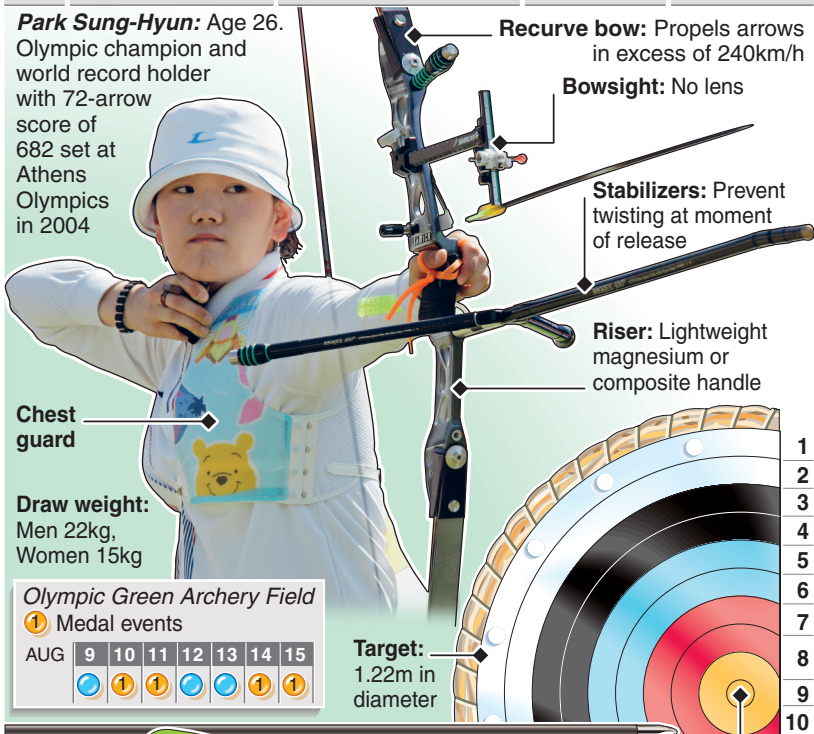 Park Sung-Hyun: Age 26.
Olympic champion and
world record holder
with 72-arrow
score of
682 set at
Athens
Olympics
in 2004
Recurve bow: Propels arrows
in excess of 240km/h
Bowsight: No lens
Stabilizers: Prevent
twisting at moment
of release
Riser: Lightweight
magnesium or
composite handle
Chest
guard
Draw weight:
Men 22kg,
Women 15kg
Olympic Green Archery Field
1 Medal events
AUG 9 10 11 12 13 14 15
1 1 1 1
Target:
1.22m in
diameter
1
2
3
4
5
6
7
8
9
10